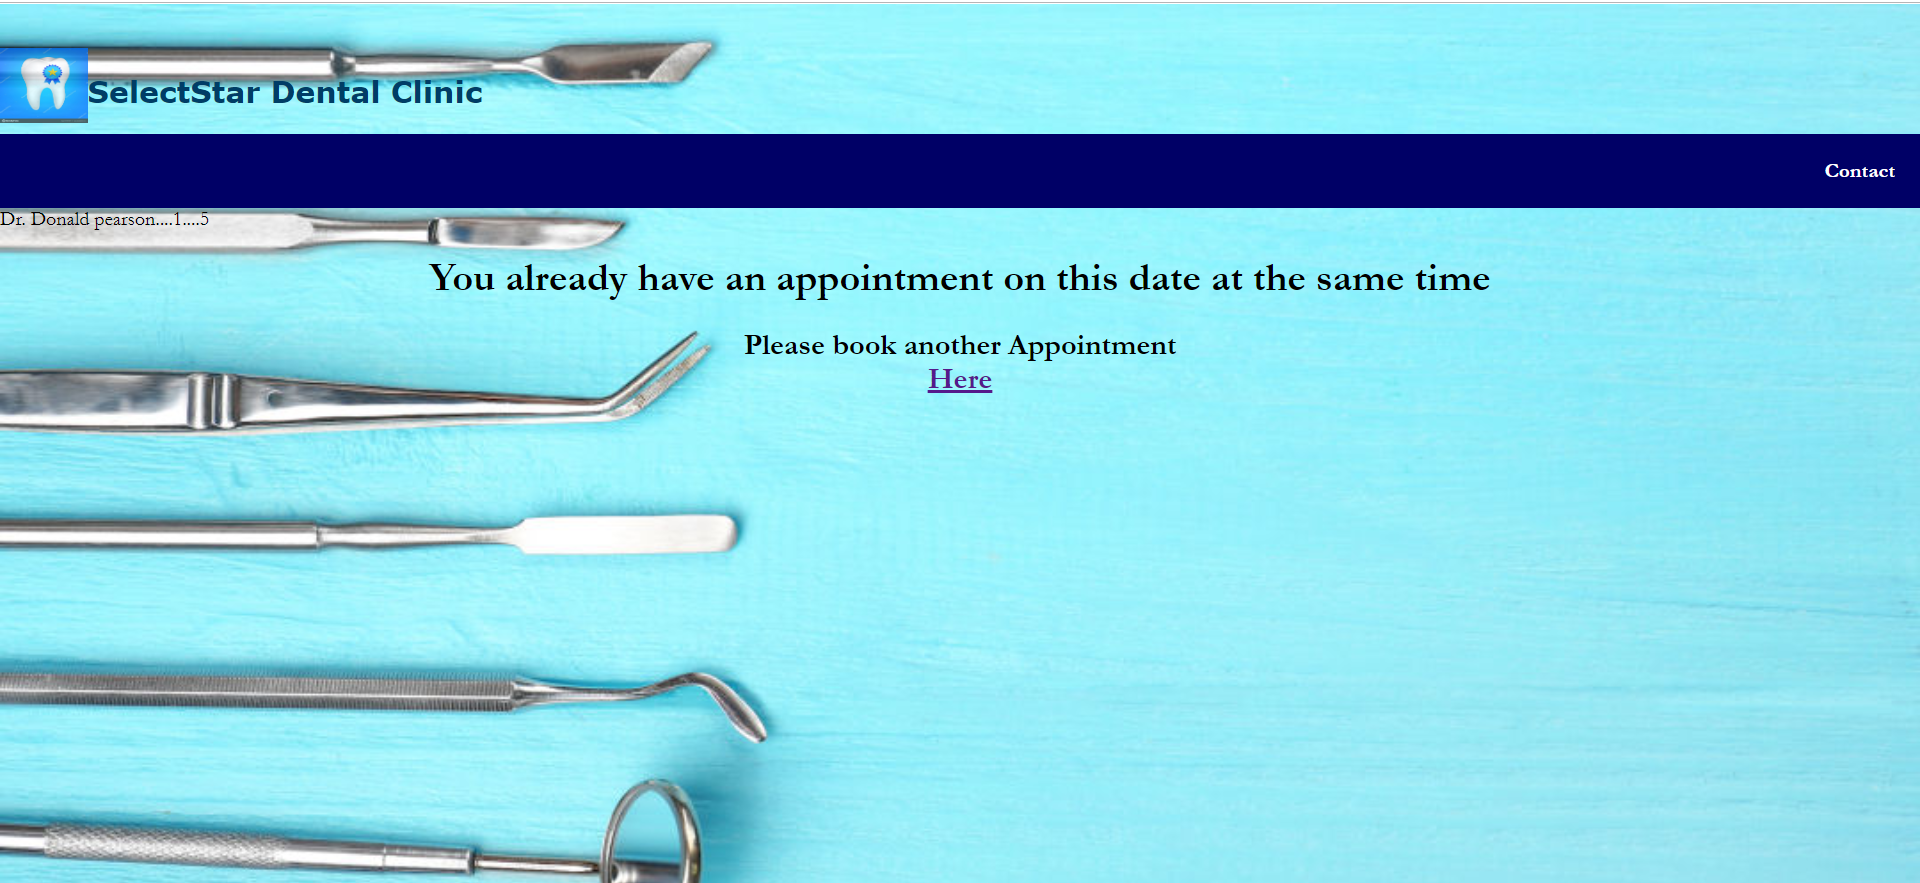 SelectStar Dental Clinic
Contact
Dr. Donald pearson....1....5
You already have an appointment on this date at the same time
Please book another Appointment
Here